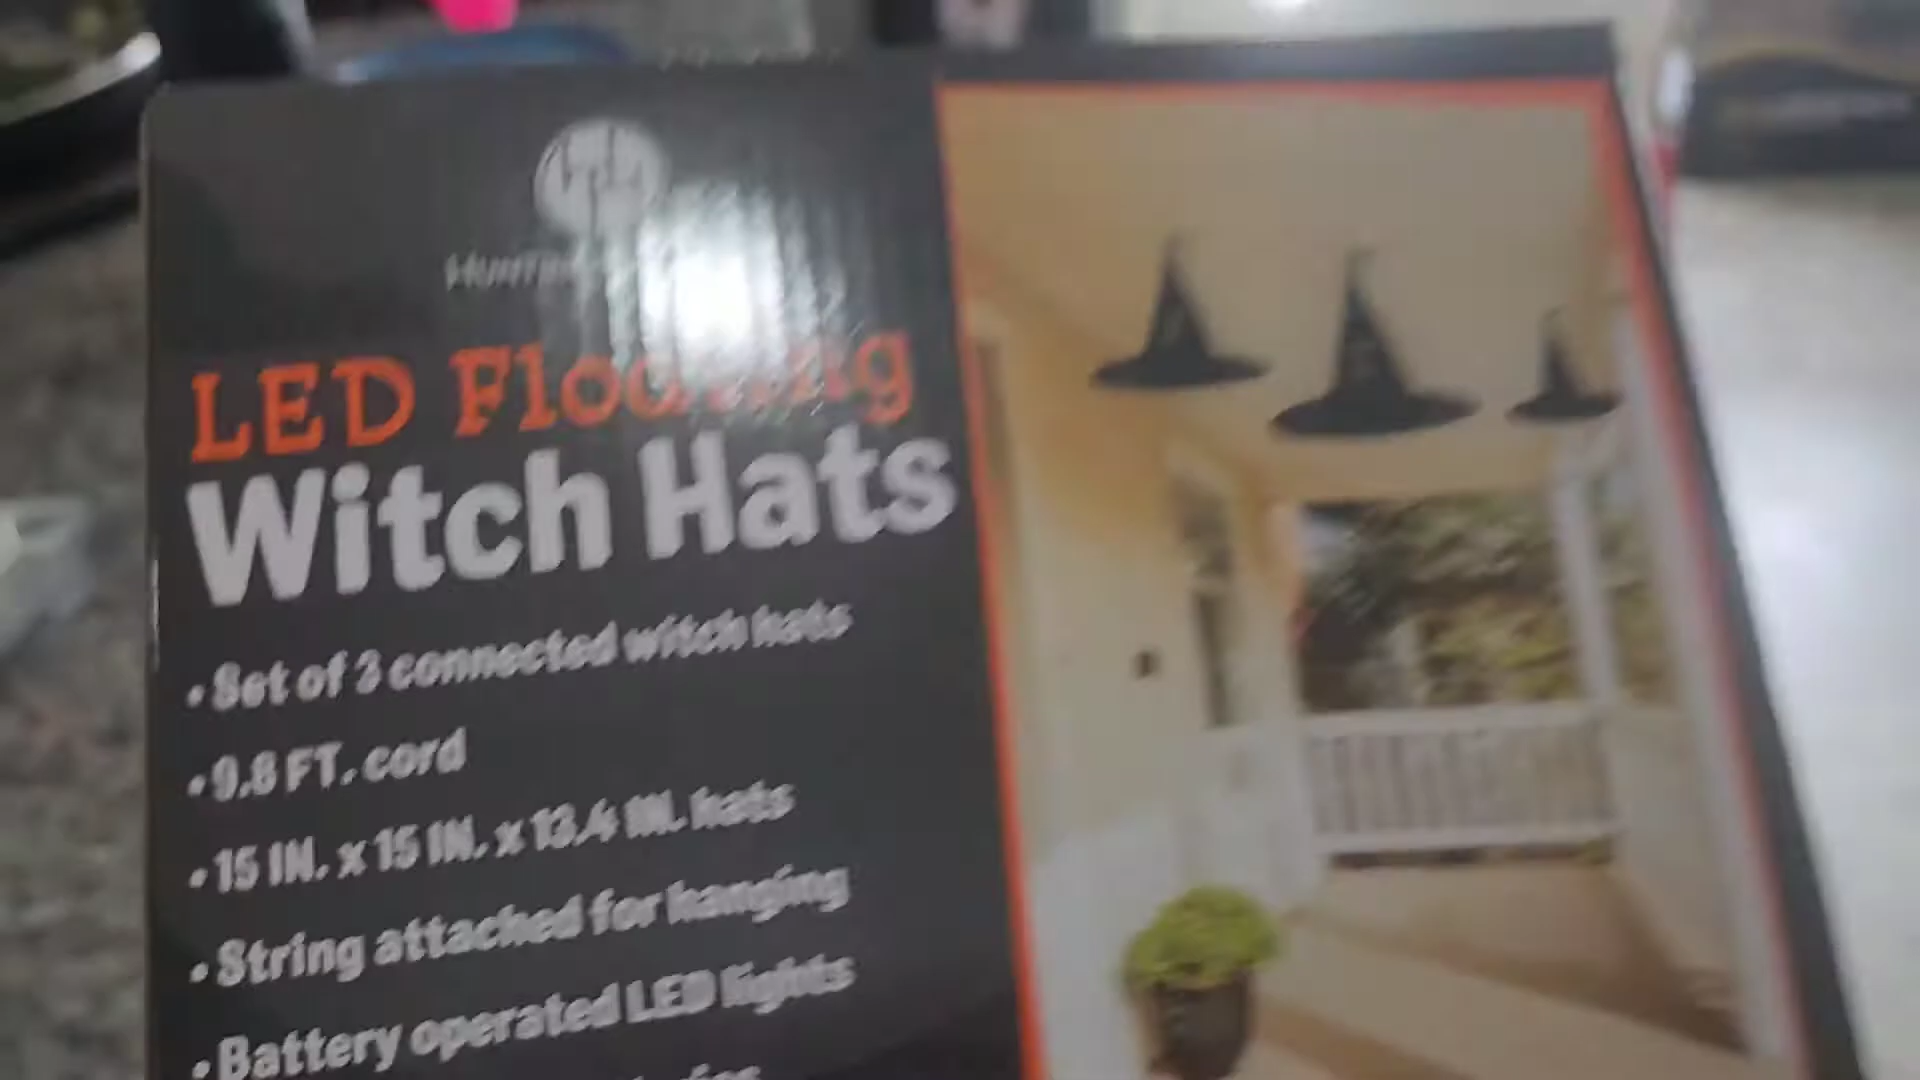 LED Floating
Witch Hats
• Set of 3 connected witch hats
• 9.8 FT. cord
• 15 IN. x 15 IN. x 13.4 IN. hats
• String attached for hanging
• Battery operated LED lights